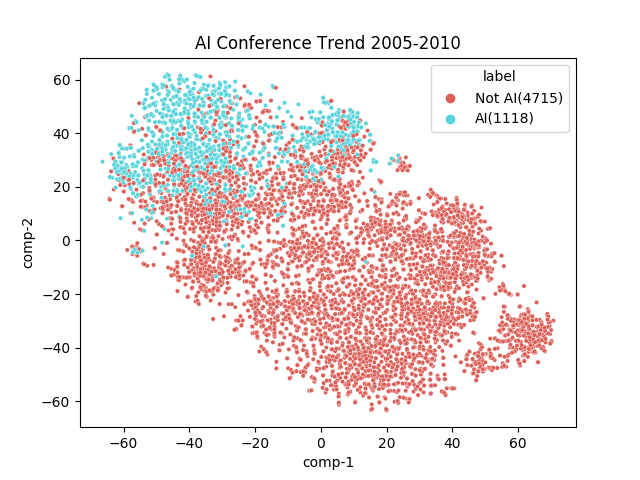 AI Conference Trend 2005-2010
label
Not AI(4715)
AI(1118)
60
40
20
0
−20
−40
−60
comp-2
−60 −40 −20 0 20 40 60
comp-1